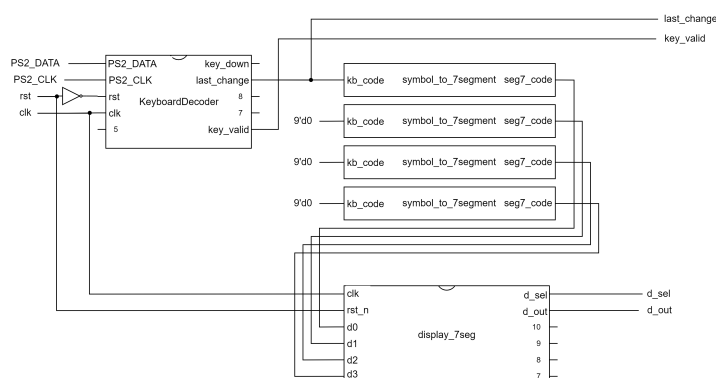 last_change
key_valid
PS2_DATA PS2_DATA key_down
PS2_CLK PS2_CLK last_change kb_code symbol_to_7segment seg7_code
rst rst 8
KeyboardDecoder
clk clk 7
5 key_valid
9'd0 kb_code symbol_to_7segment seg7_code
9'd0 kb_code symbol_to_7segment seg7_code
9'd0 kb_code symbol_to_7segment seg7_code
clk d_sel d_sel
rst_n d_out d_out
d0 display_7seg 10
d1 9
d2 8
d3 7